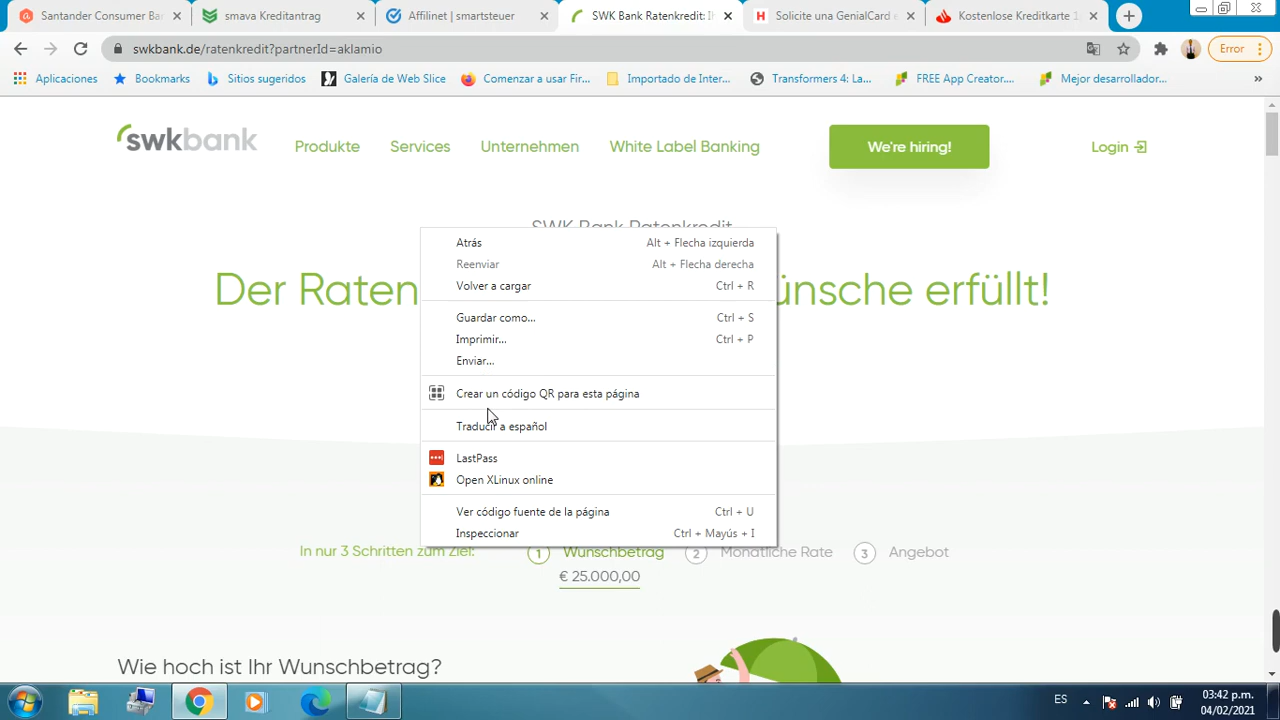 Santander Consumer Ba
smava Kreditantrag
Affilinet | smartsteuer
SWK Bank Ratenkredit: I
Solicite una GenialCard e
Kostenlose Kreditkarte 1
swkbank.de/ratenkredit?partnerId=aklamio
Error
Aplicaciones
Bookmarks
Sitios sugeridos
Galería de Web Slice
Comenzar a usar Fir...
Importado de Inter...
Transformers 4: La...
FREE App Creator....
Mejor desarrollador...
swkbank
Produkte
Services
Unternehmen
White Label Banking
We're hiring!
Login
SWK Bank Ratenkredit
Der Raten
ünsche erfüllt!
Atrás Alt + Flecha izquierda
Reenviar Alt + Flecha derecha
Volver a cargar Ctrl + R
Guardar como... Ctrl + S
Imprimir... Ctrl + P
Enviar...
Crear un código QR para esta página
Traducir a español
LastPass
Open XLinux online
Ver código fuente de la página Ctrl + U
Inspeccionar Ctrl + Mayús + I
In nur 3 Schritten zum Ziel:
1 Wunschbetrag
2 Monatliche Rate
3 Angebot
€ 25.000,00
Wie hoch ist Ihr Wunschbetrag?
ES
03:42 p.m.
04/02/2021